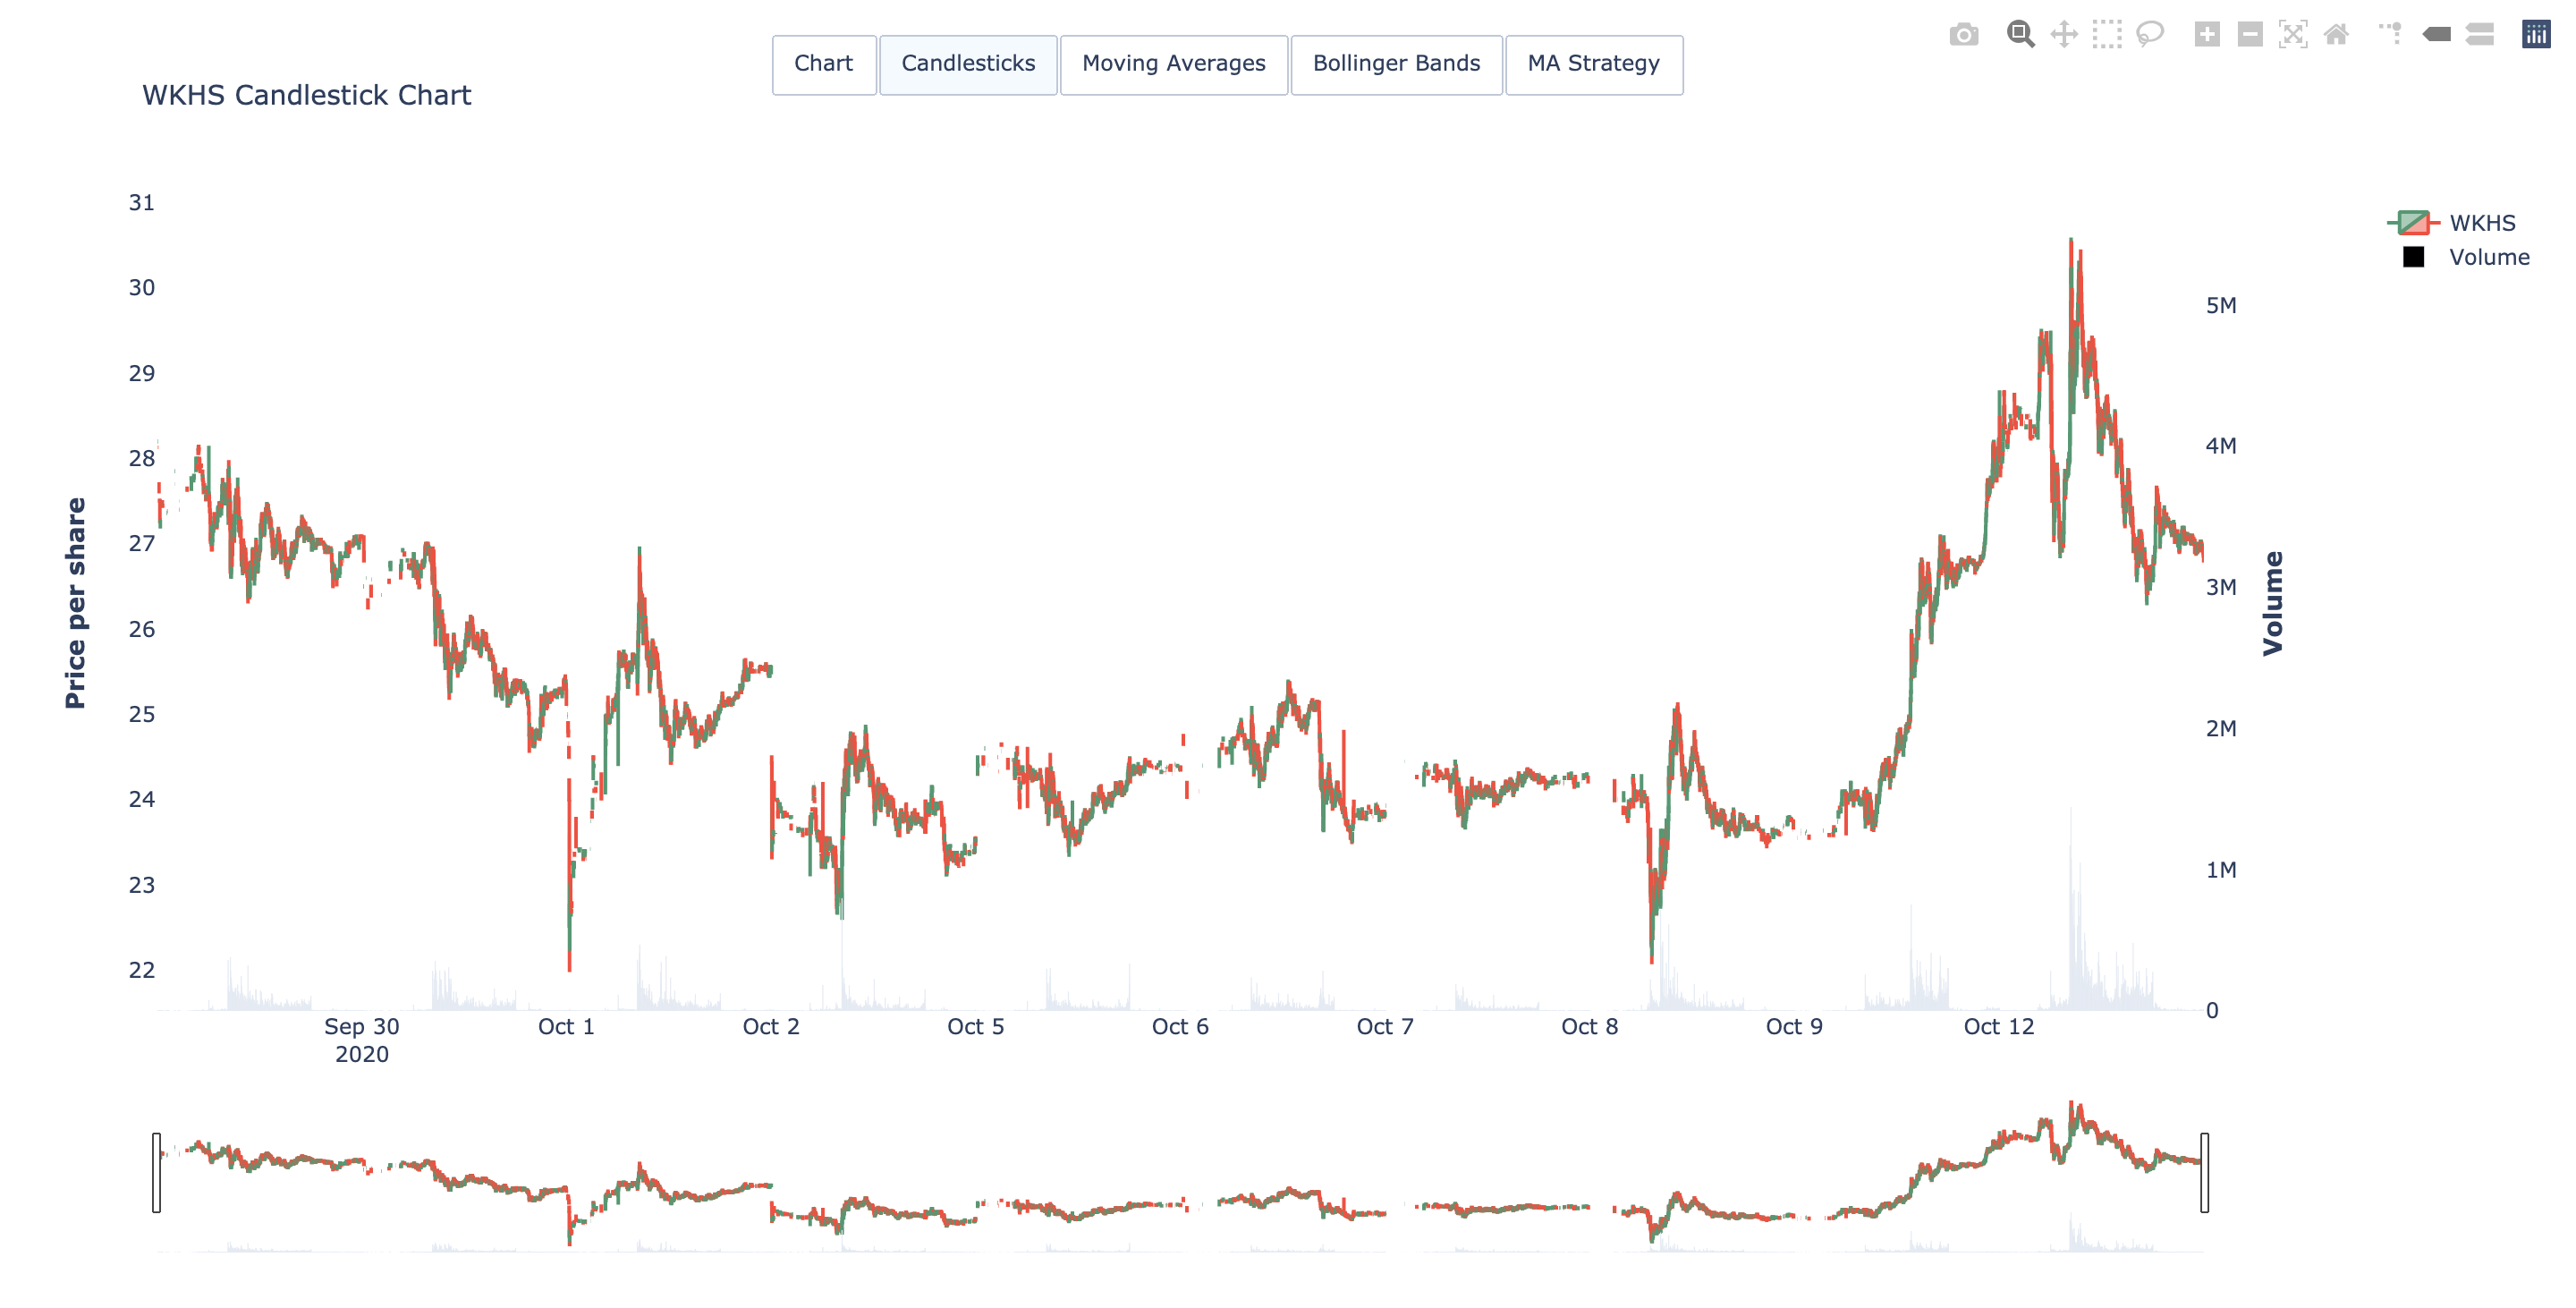 Chart
Candlesticks
Moving Averages
Bollinger Bands
MA Strategy
WKHS Candlestick Chart
31
30
29
28
27
26
25
24
23
22
Price per share
WKHS
Volume
5M
4M
3M
2M
1M
0
Volume
Sep 30
2020
Oct 1
Oct 2
Oct 5
Oct 6
Oct 7
Oct 8
Oct 9
Oct 12